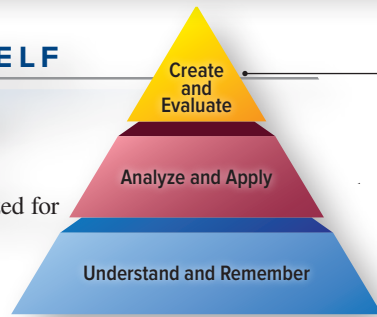 ELF
Create
and
Evaluate
Analyze and Apply
ed for
Understand and Remember